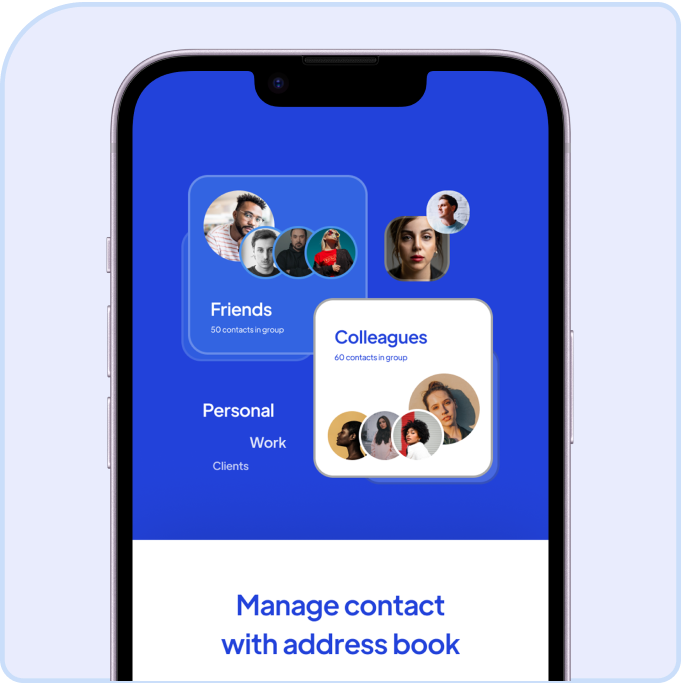 Friends
50 contacts in group
Colleagues
60 contacts in group
Personal
Work
Clients
Manage contact
with address book